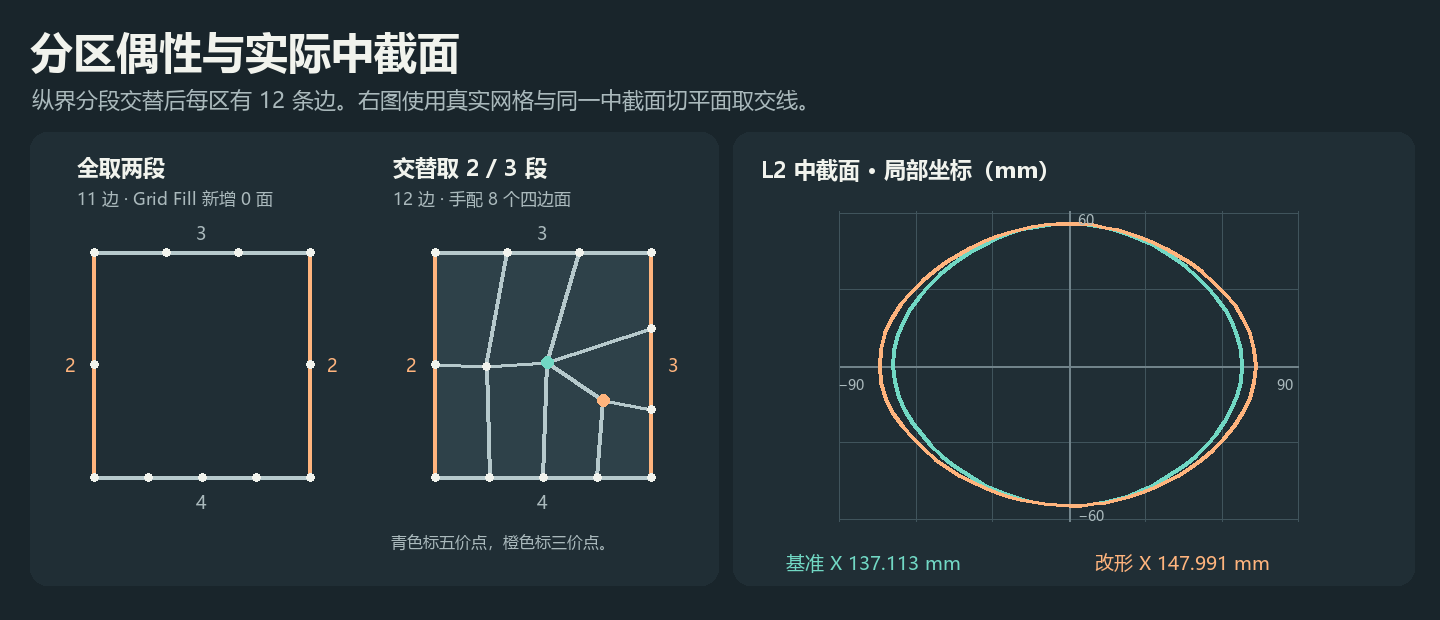 分区偶性与实际中截面
纵界分段交替后每区有 12 条边。右图使用真实网格与同一中截面切平面取交线。
全取两段
11 边 · Grid Fill 新增 0 面
3
2
2
4
交替取 2 / 3 段
12 边 · 手配 8 个四边面
3
2
3
4
青色标五价点，橙色标三价点。
L2 中截面 · 局部坐标（mm）
60
−90
90
−60
基准 X 137.113 mm
改形 X 147.991 mm